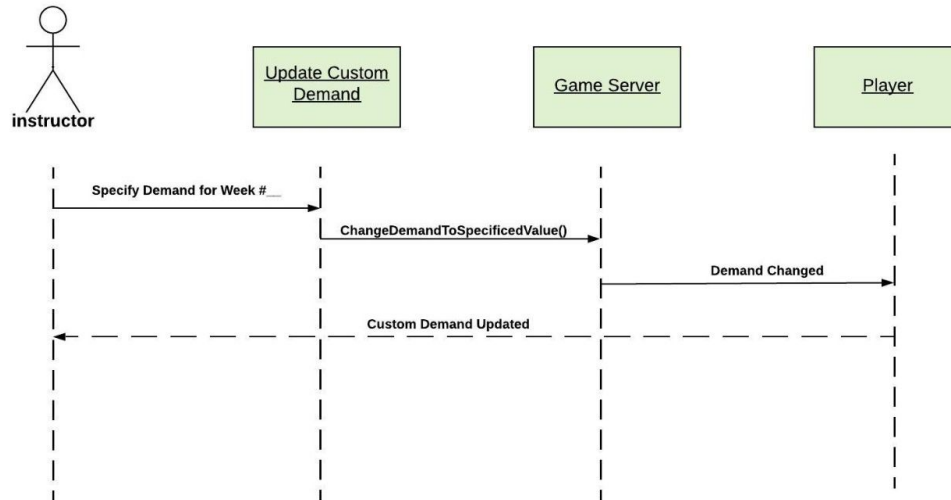 instructor
Update Custom
Demand
Game Server
Player
Specify Demand for Week #__
ChangeDemandToSpecificedValue()
Demand Changed
Custom Demand Updated